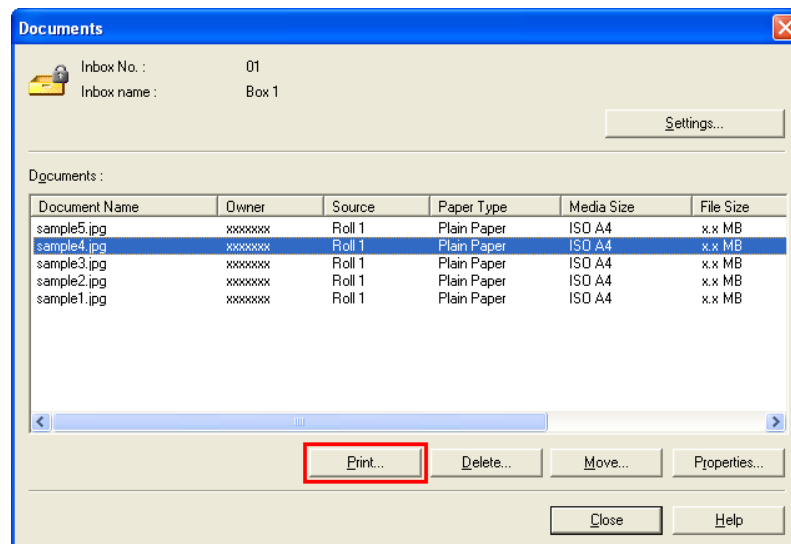 Documents
Inbox No. : 01
Inbox name : Box 1
Settings...
Documents :
Document Name Owner Source Paper Type Media Size File Size
sample5.jpg xxxxxxx Roll 1 Plain Paper ISO A4 x.x MB
sample4.jpg xxxxxxx Roll 1 Plain Paper ISO A4 x.x MB
sample3.jpg xxxxxxx Roll 1 Plain Paper ISO A4 x.x MB
sample2.jpg xxxxxxx Roll 1 Plain Paper ISO A4 x.x MB
sample1.jpg xxxxxxx Roll 1 Plain Paper ISO A4 x.x MB
Print... Delete... Move... Properties...
Close Help